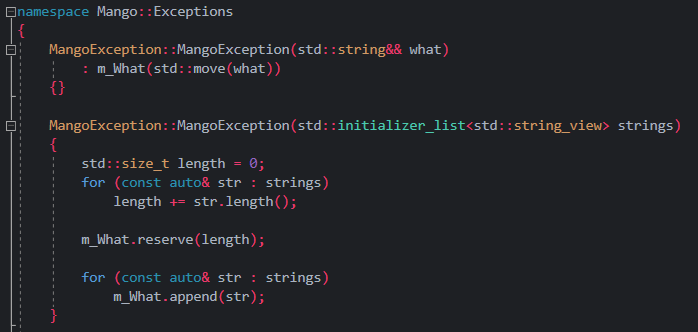 namespace Mango::Exceptions
{
    MangoException::MangoException(std::string&& what)
        : m_What(std::move(what))
    {}

    MangoException::MangoException(std::initializer_list<std::string_view> strings)
    {
        std::size_t length = 0;
        for (const auto& str : strings)
            length += str.length();

        m_What.reserve(length);

        for (const auto& str : strings)
            m_What.append(str);
    }